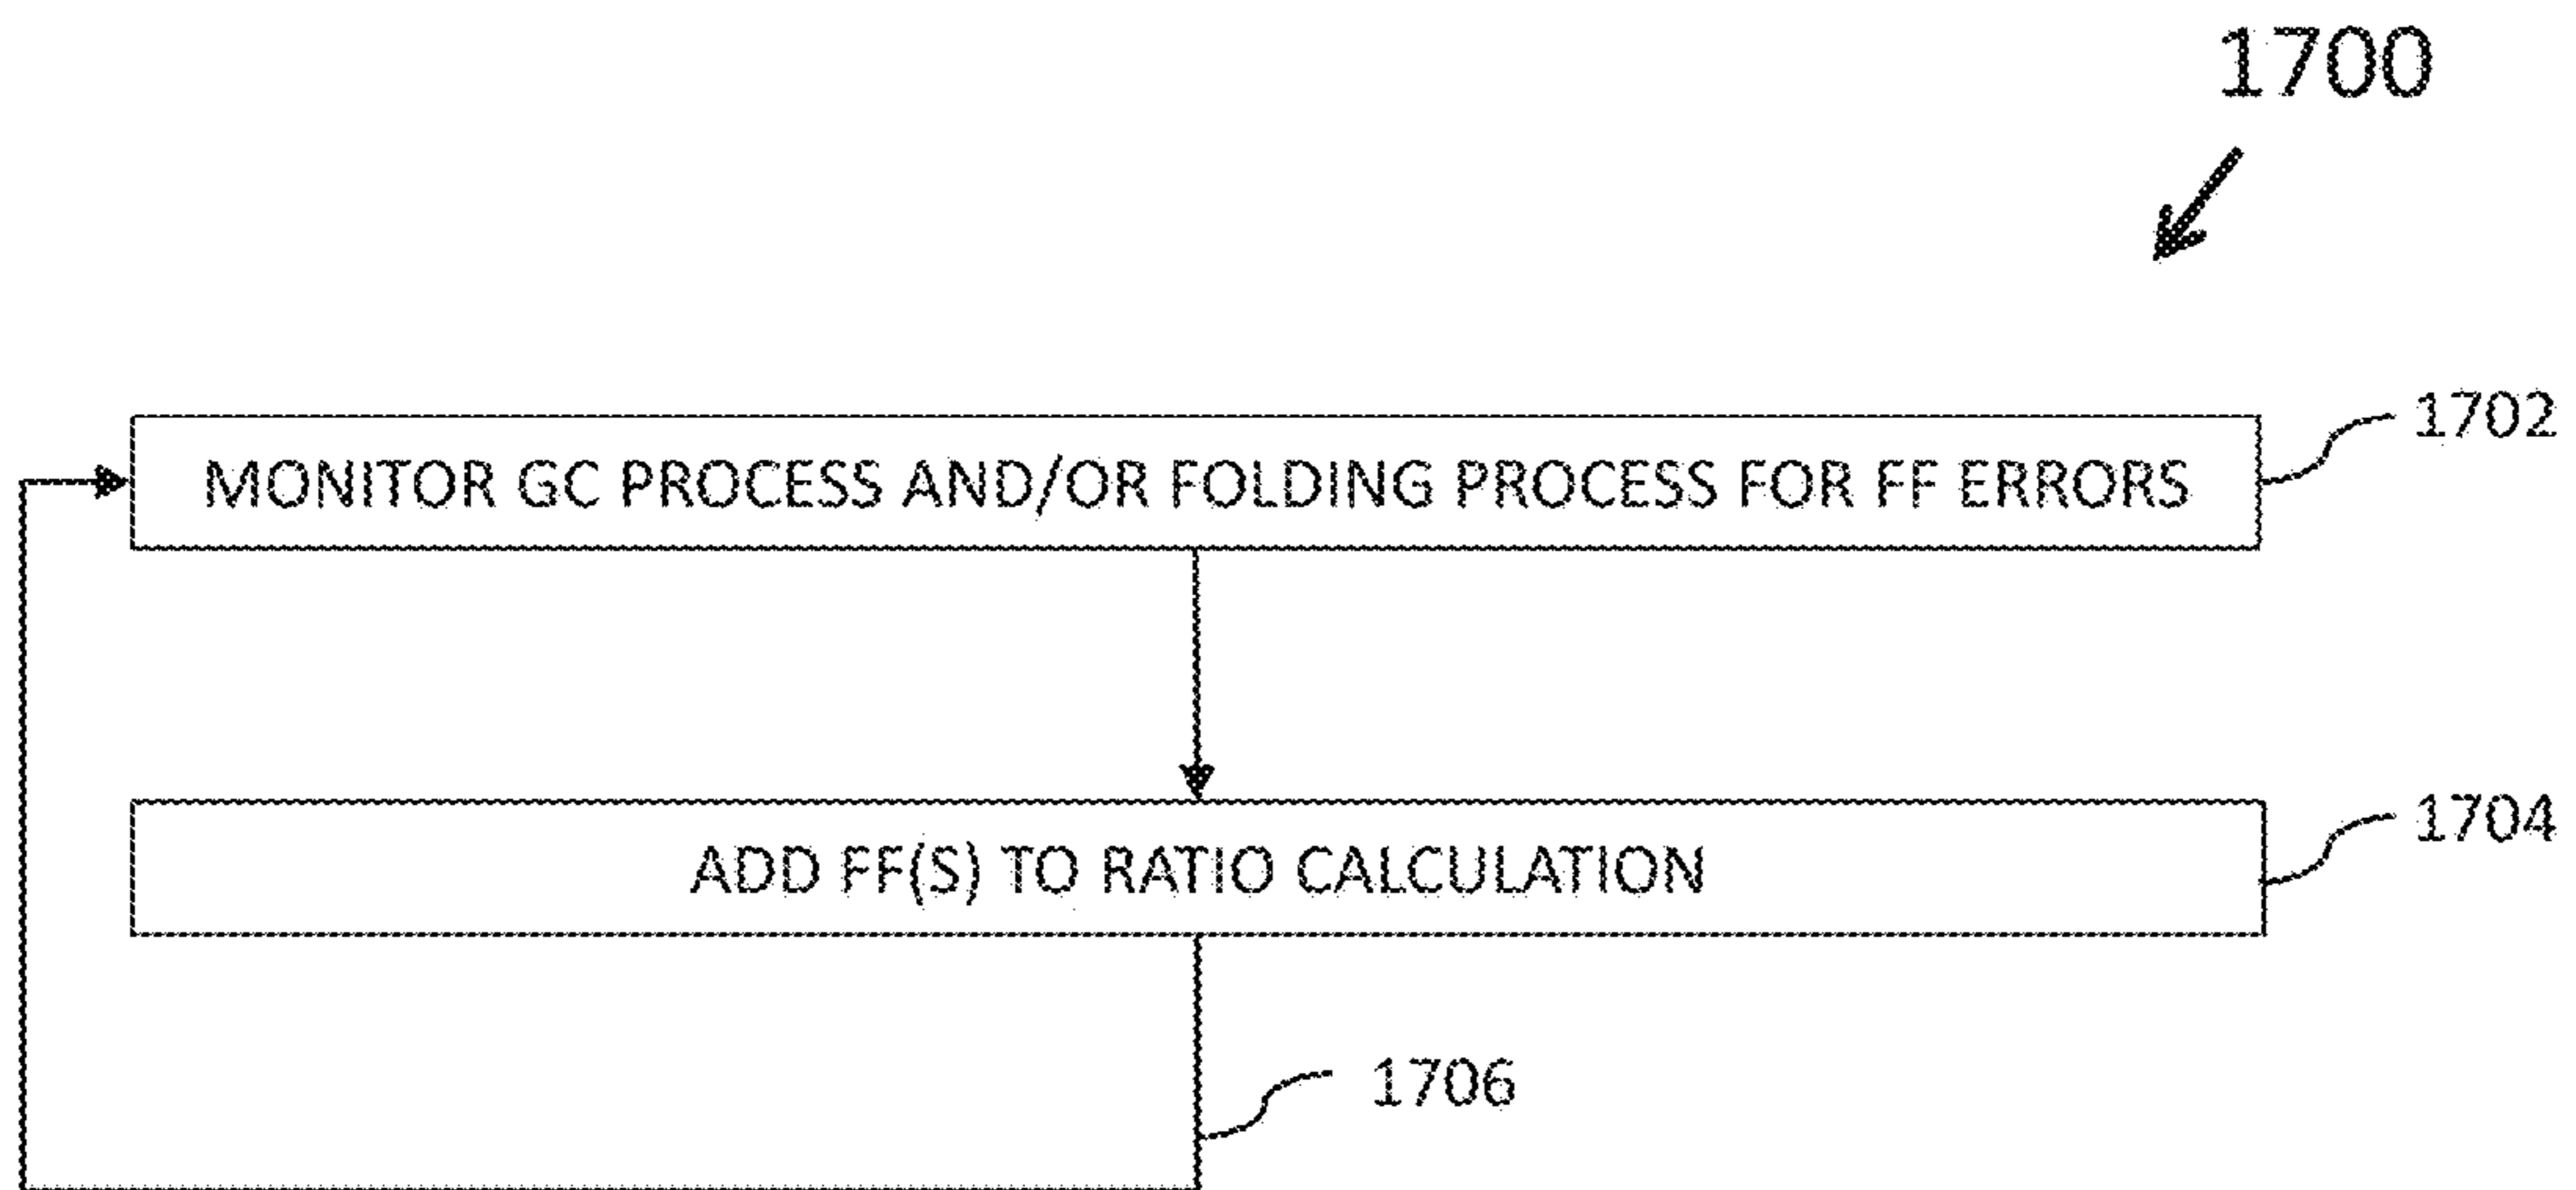 1700
MONITOR GC PROCESS AND/OR FOLDING PROCESS FOR FF ERRORS
1702
ADD FF(S) TO RATIO CALCULATION
1704
1706